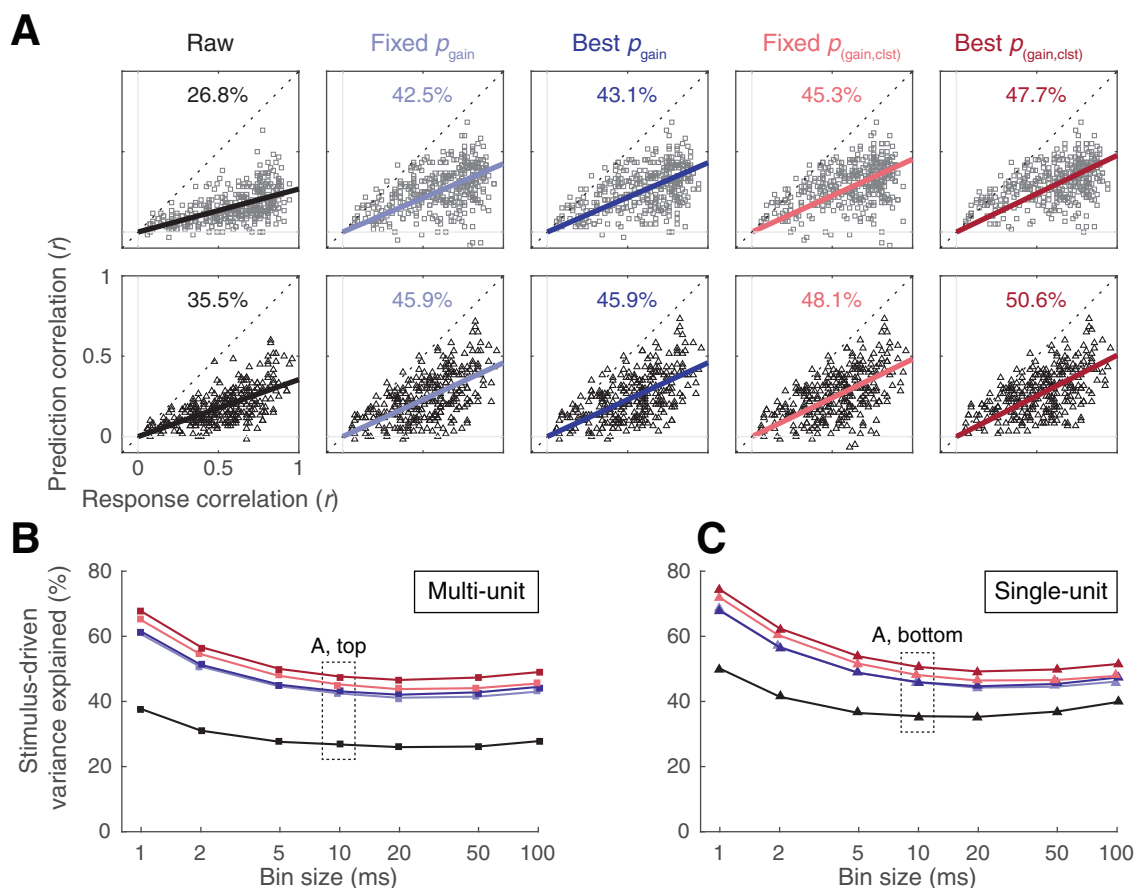 A
Raw
Fixed pgain
Best pgain
Fixed p(gain,clst)
Best p(gain,clst)
26.8%
42.5%
43.1%
45.3%
47.7%
Prediction correlation (r)
1
0.5
0
35.5%
45.9%
45.9%
48.1%
50.6%
0 0.5 1
Response correlation (r)
B
C
Stimulus-driven
variance explained (%)
80
60
40
20
0
Multi-unit
A, top
1 2 5 10 20 50 100
Bin size (ms)
80
60
40
20
0
Single-unit
A, bottom
1 2 5 10 20 50 100
Bin size (ms)